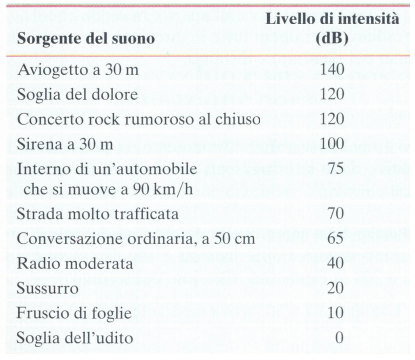 Livello di intensità
Sorgente del suono (dB)
Aviogetto a 30 m 140
Soglia del dolore 120
Concerto rock rumoroso al chiuso 120
Sirena a 30 m 100
Interno di un'automobile 75
che si muove a 90 km/h
Strada molto trafficata 70
Conversazione ordinaria, a 50 cm 65
Radio moderata 40
Sussurro 20
Fruscio di foglie 10
Soglia dell'udito 0